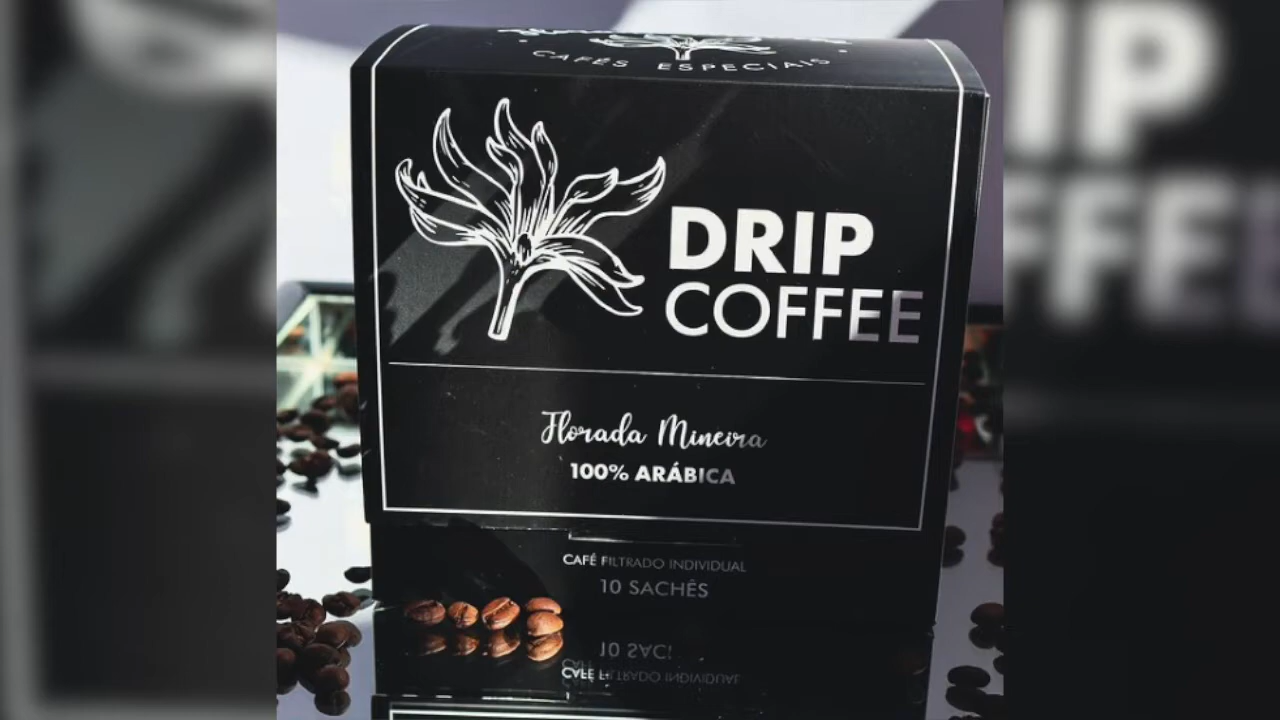 CAFÉS ESPECIAIS
DRIP
COFFEE
Florada Mineira
100% ARÁBICA
CAFÉ FILTRADO INDIVIDUAL
10 SACHÊS